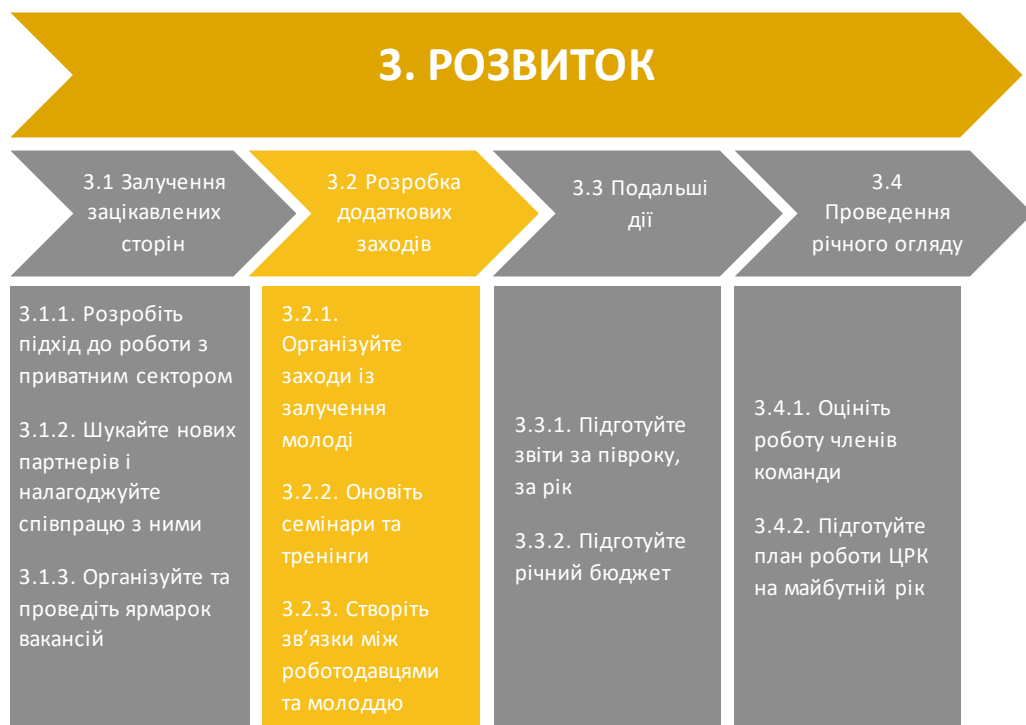 3. РОЗВИТОК
3.1 Залучення
зацікавлених
сторін
3.2 Розробка
додаткових
заходів
3.3 Подальші
дії
3.4
Проведення
річного огляду
3.1.1. Розробіть
підхід до роботи з
приватним сектором
3.1.2. Шукайте нових
партнерів і
налагоджуйте
співпрацю з ними
3.1.3. Організуйте та
проведіть ярмарок
вакансій
3.2.1.
Організуйте
заходи із
залучення
молоді
3.2.2. Оновіть
семінари та
тренінги
3.2.3. Створіть
зв’язки між
роботодавцями
та молоддю
3.3.1. Підготуйте
звіти за півроку,
за рік
3.3.2. Підготуйте
річний бюджет
3.4.1. Оцініть
роботу членів
команди
3.4.2. Підготуйте
план роботи ЦРК
на майбутній рік